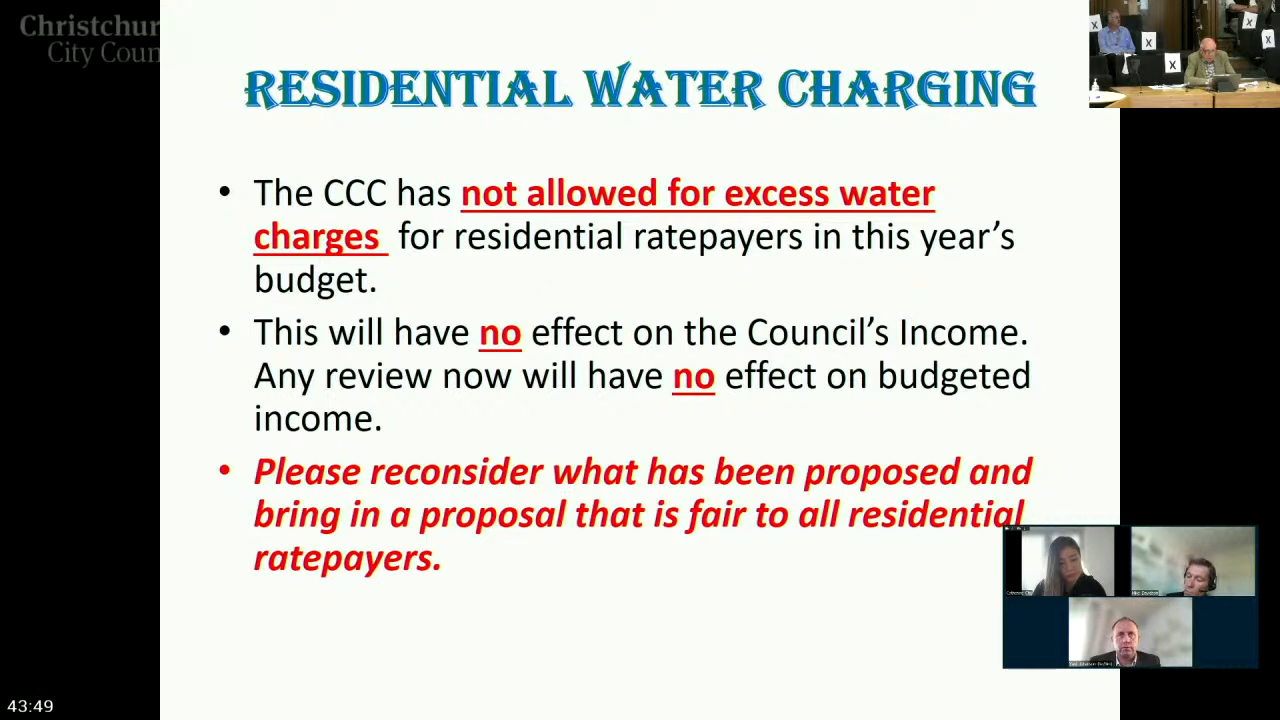 Christchur
City Coun
RESIDENTIAL WATER CHARGING
• The CCC has not allowed for excess water
charges for residential ratepayers in this year's
budget.
• This will have no effect on the Council's Income.
Any review now will have no effect on budgeted
income.
• Please reconsider what has been proposed and
bring in a proposal that is fair to all residential
ratepayers.
X
X
X
X
X
43:49